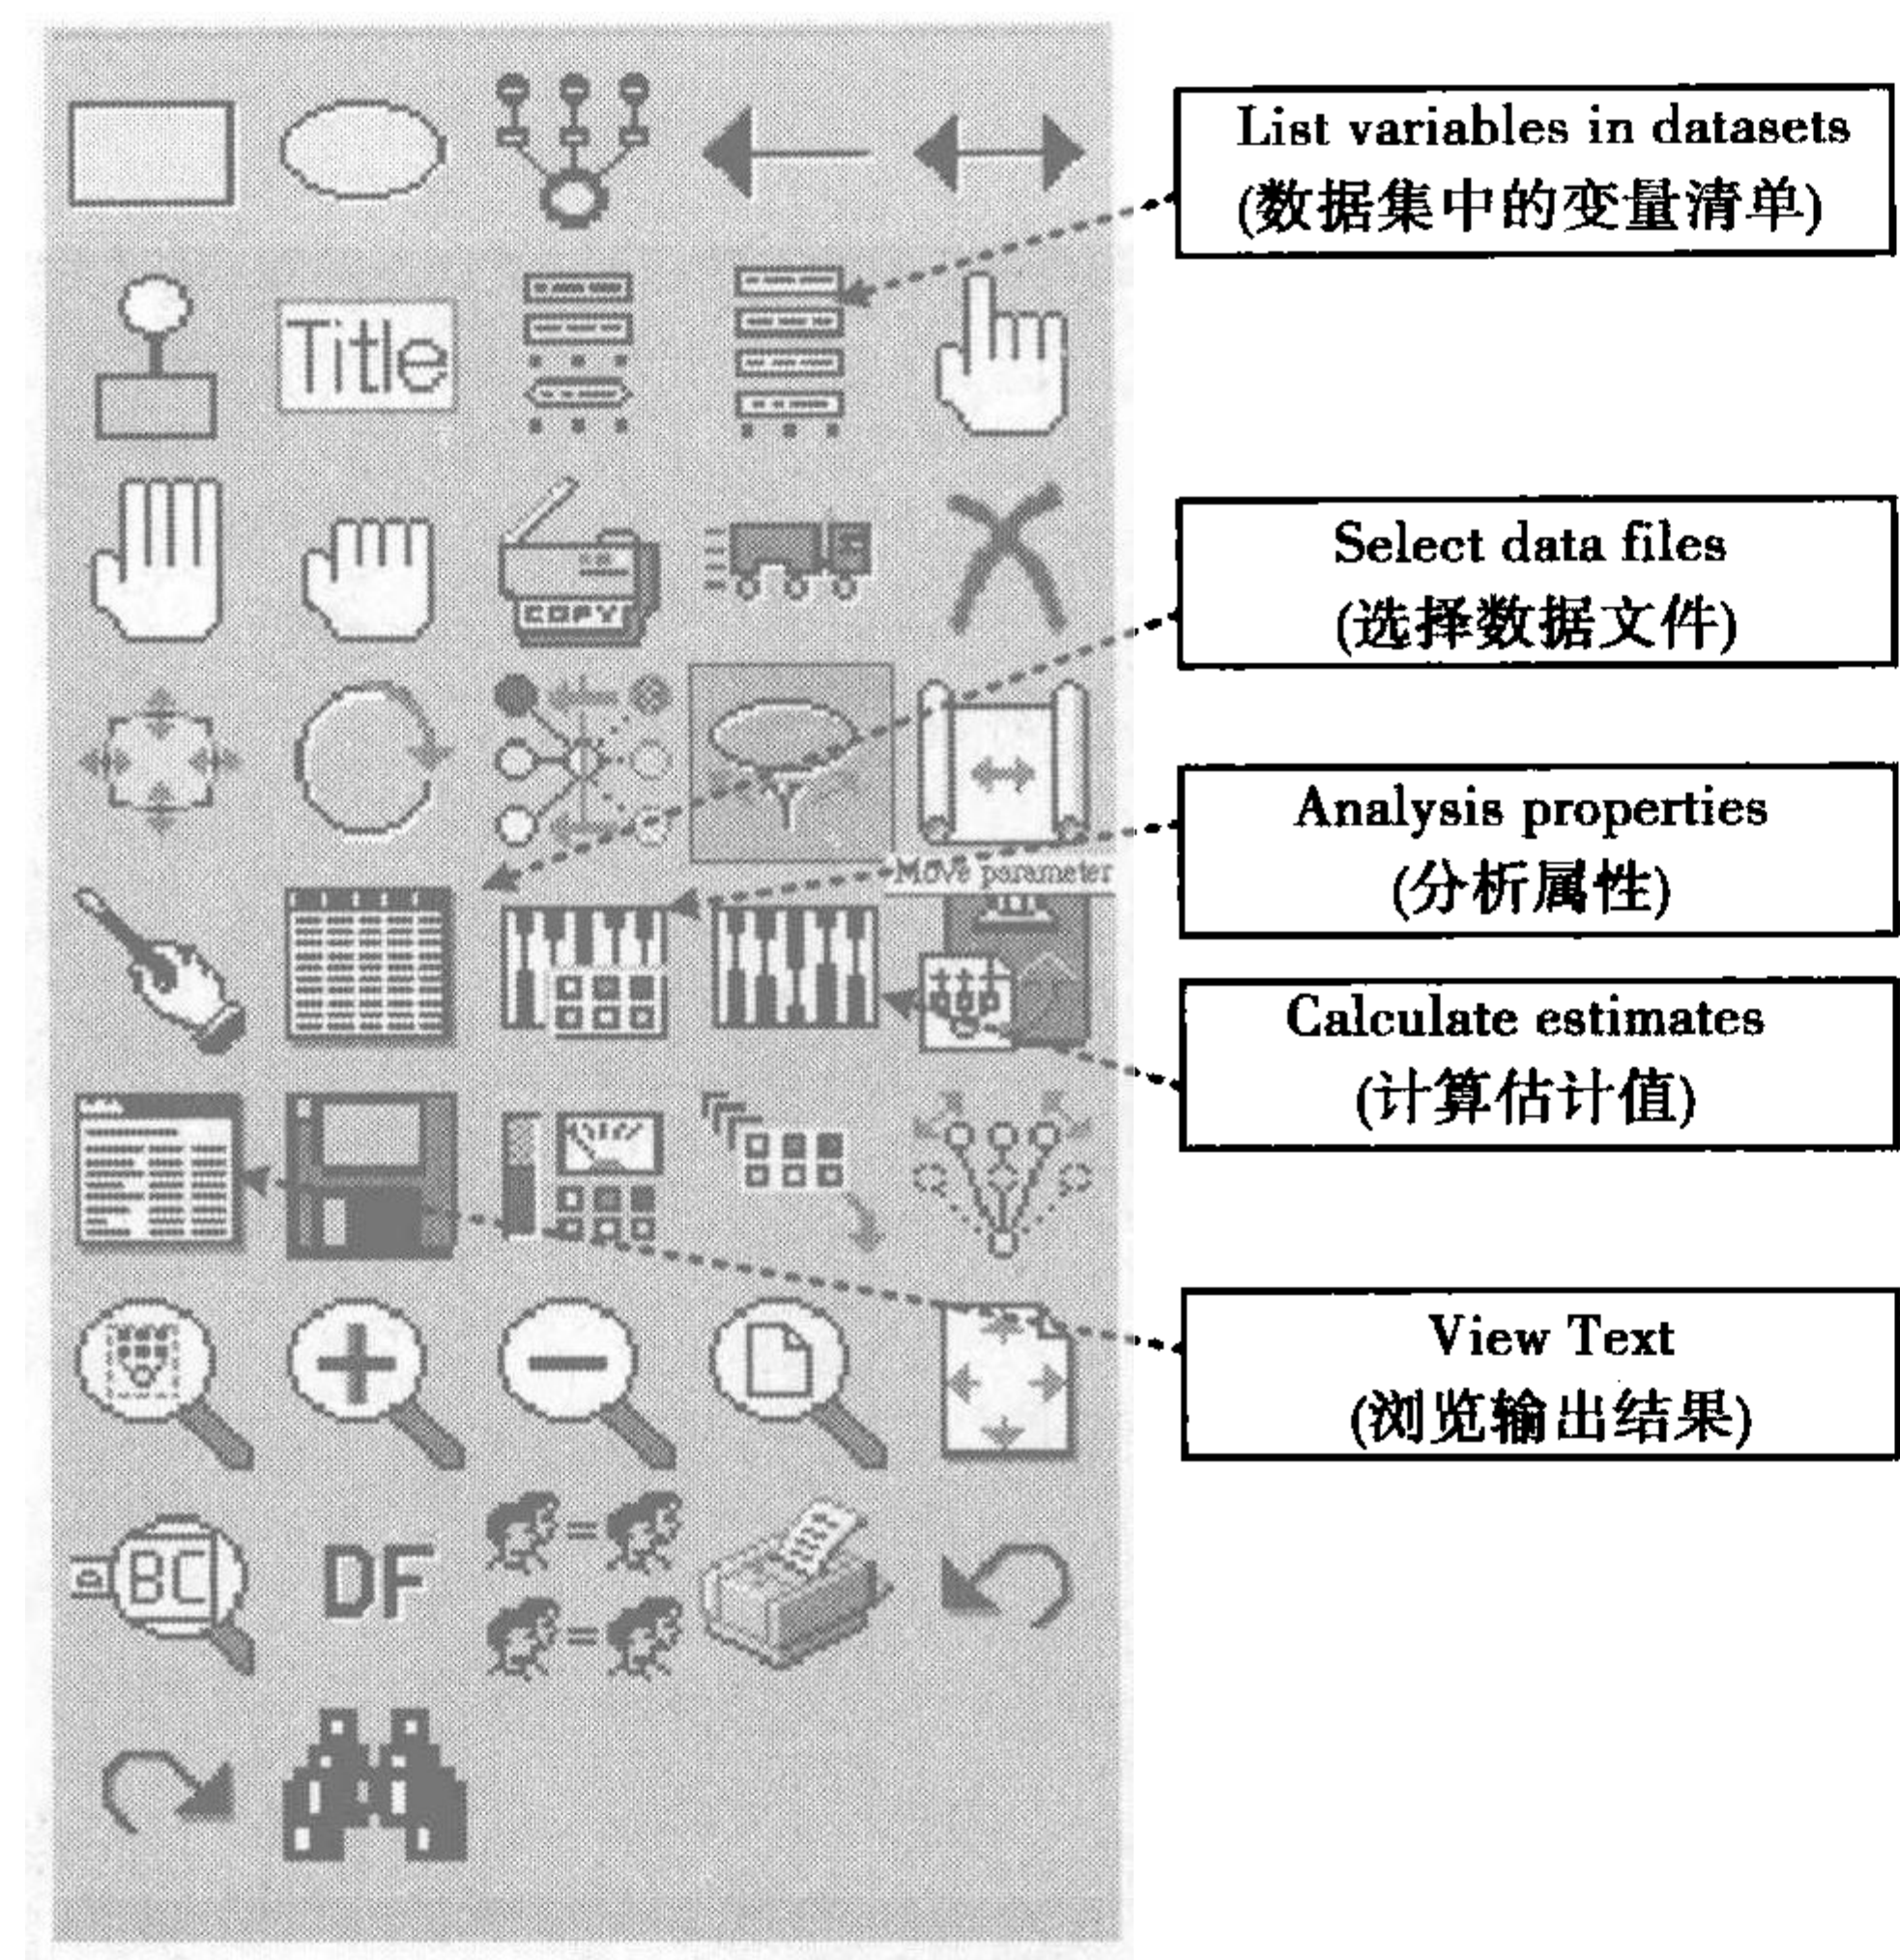 List variables in datasets
(数据集中的变量清单)
Title
COPY
Select data files
(选择数据文件)
Analysis properties
(分析属性)
Move parameter
Calculate estimates
(计算估计值)
View Text
(浏览输出结果)
BC
DF